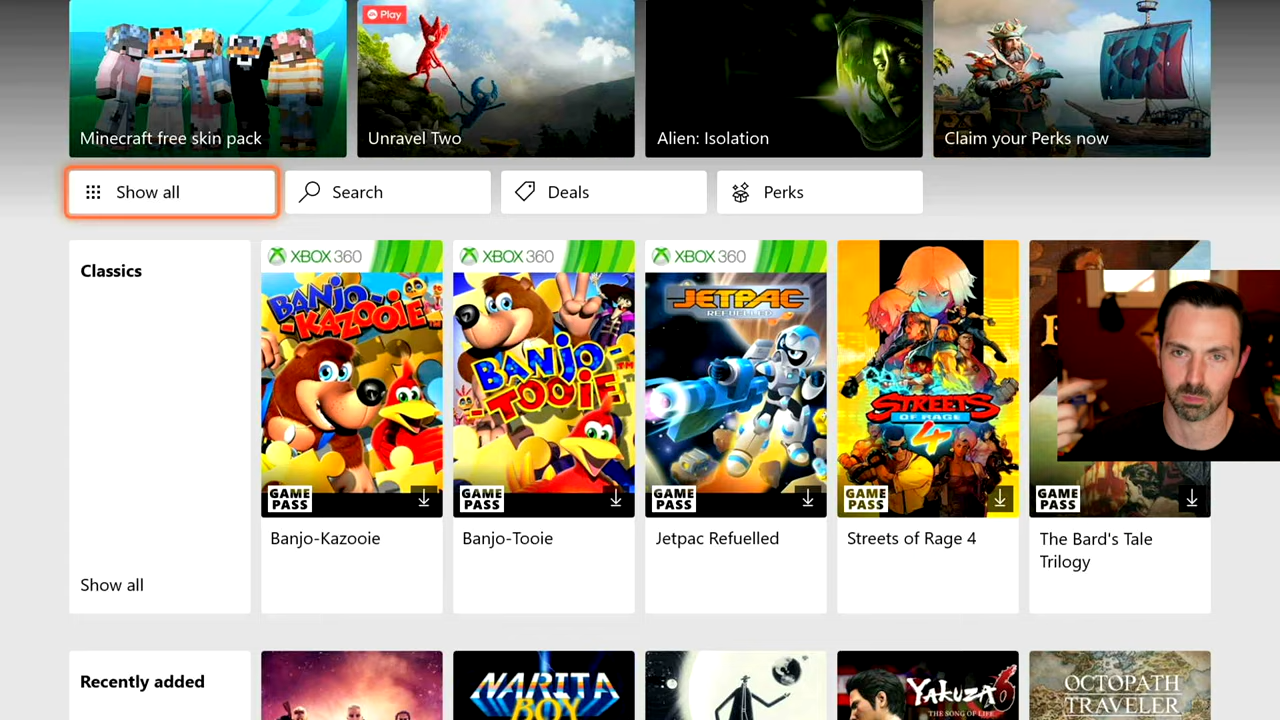 Play
Minecraft free skin pack
Unravel Two
Alien: Isolation
Claim your Perks now
Show all
Search
Deals
Perks
Classics
Show all
XBOX 360
BANJO-
-KAZOOIE
GAME
PASS
Banjo-Kazooie
XBOX 360
BANJO-
-TOOIE
GAME
PASS
Banjo-Tooie
XBOX 360
JETPAC
REFUELLED
GAME
PASS
Jetpac Refuelled
STREETS
OF RAGE
4
GAME
PASS
Streets of Rage 4
GAME
PASS
The Bard's Tale
Trilogy
Recently added
NARITA
BOY
YAKUZA 6
THE SONG OF LIFE
OCTOPATH
TRAVELER